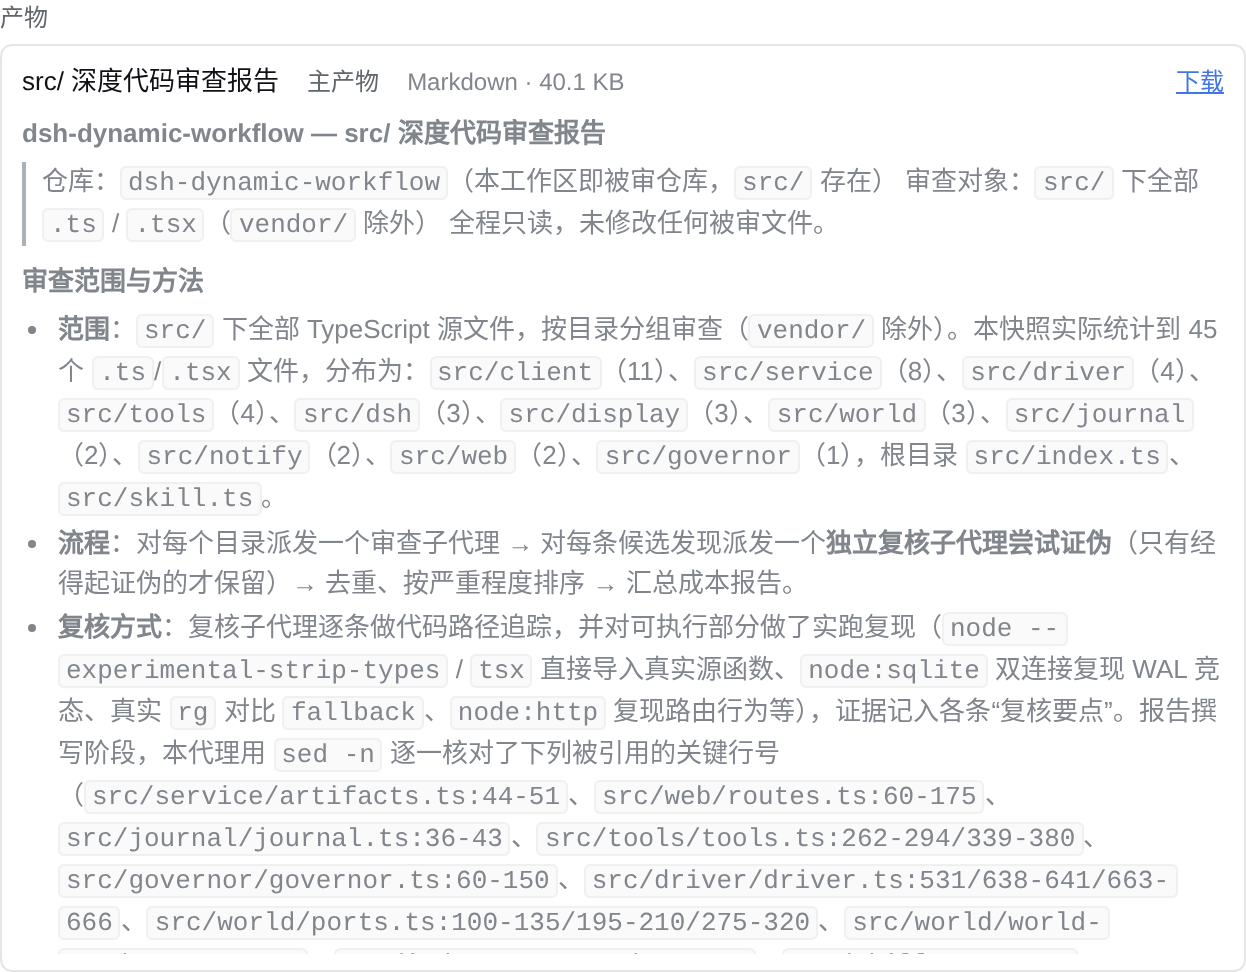 产物
src/ 深度代码审查报告 主产物 Markdown · 40.1 KB 下载
dsh-dynamic-workflow — src/ 深度代码审查报告
仓库：dsh-dynamic-workflow（本工作区即被审仓库，src/ 存在） 审查对象：src/ 下全部
.ts / .tsx（vendor/ 除外） 全程只读，未修改任何被审文件。
审查范围与方法
• 范围：src/ 下全部 TypeScript 源文件，按目录分组审查（vendor/ 除外）。本快照实际统计到 45
个 .ts/.tsx 文件，分布为：src/client（11）、src/service（8）、src/driver（4）、
src/tools（4）、src/dsh（3）、src/display（3）、src/world（3）、src/journal
（2）、src/notify（2）、src/web（2）、src/governor（1），根目录 src/index.ts、
src/skill.ts。
• 流程：对每个目录派发一个审查子代理 → 对每条候选发现派发一个独立复核子代理尝试证伪（只有经
得起证伪的才保留）→ 去重、按严重程度排序 → 汇总成本报告。
• 复核方式：复核子代理逐条做代码路径追踪，并对可执行部分做了实跑复现（node --
experimental-strip-types / tsx 直接导入真实源函数、node:sqlite 双连接复现 WAL 竞
态、真实 rg 对比 fallback、node:http 复现路由行为等），证据记入各条“复核要点”。报告撰
写阶段，本代理用 sed -n 逐一核对了下列被引用的关键行号
（src/service/artifacts.ts:44-51、src/web/routes.ts:60-175、
src/journal/journal.ts:36-43、src/tools/tools.ts:262-294/339-380、
src/governor/governor.ts:60-150、src/driver/driver.ts:531/638-641/663-
666、src/world/ports.ts:100-135/195-210/275-320、src/world/world-